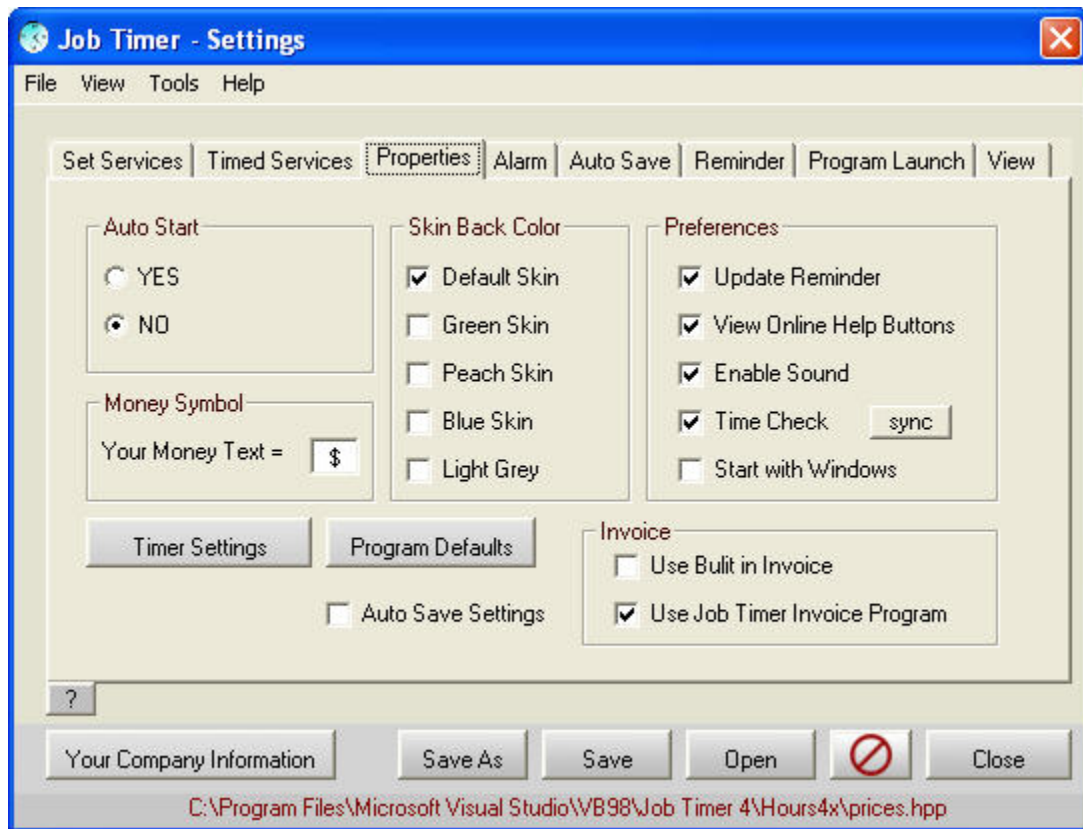 Job Timer - Settings
File View Tools Help
Set Services Timed Services Properties Alarm Auto Save Reminder Program Launch View
Auto Start
YES
NO
Money Symbol
Your Money Text = $
Skin Back Color
Default Skin
Green Skin
Peach Skin
Blue Skin
Light Grey
Preferences
Update Reminder
View Online Help Buttons
Enable Sound
Time Check sync
Start with Windows
Timer Settings Program Defaults
Auto Save Settings
Invoice
Use Bulit in Invoice
Use Job Timer Invoice Program
?
Your Company Information Save As Save Open Close
C:\Program Files\Microsoft Visual Studio\VB98\Job Timer 4\Hours4x\prices.hpp